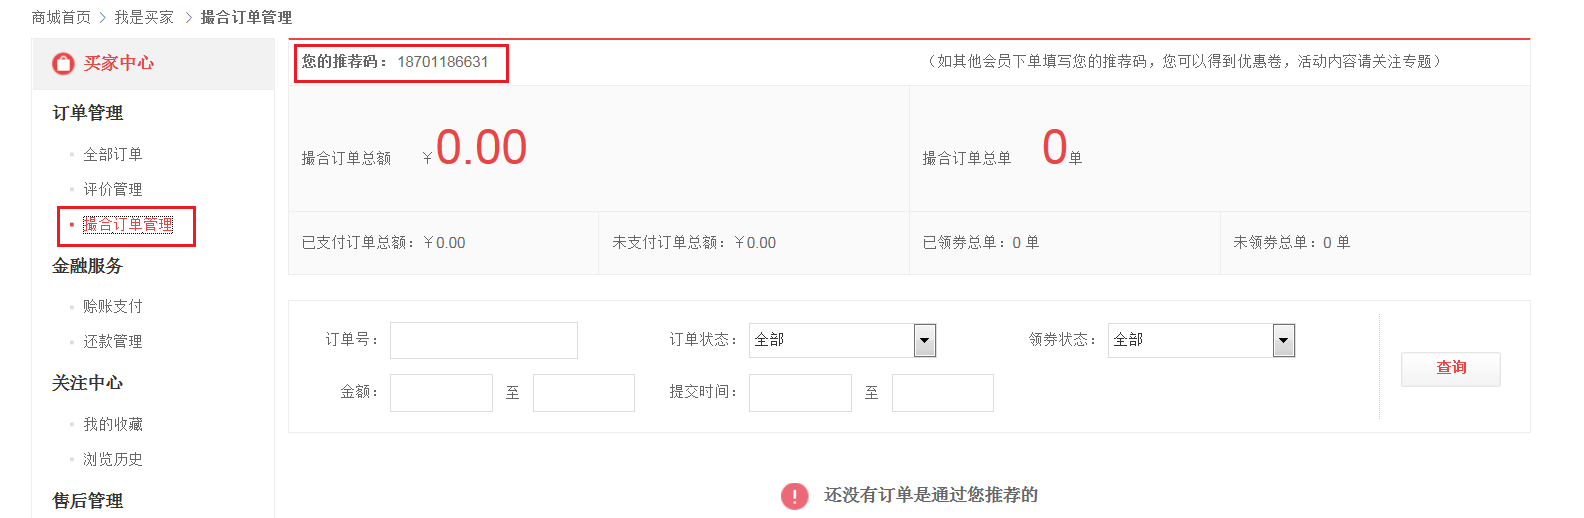 商城首页 > 我是买家 > 撮合订单管理
买家中心
订单管理
全部订单
评价管理
撮合订单管理
金融服务
赊账支付
还款管理
关注中心
我的收藏
浏览历史
售后管理
您的推荐码：18701186631
（如其他会员下单填写您的推荐码，您可以得到优惠卷，活动内容请关注专题）
撮合订单总额 ￥0.00
撮合订单总单 0单
已支付订单总额：￥0.00
未支付订单总额：￥0.00
已领券总单：0 单
未领券总单：0 单
订单号：
订单状态： 全部
领券状态： 全部
金额： 至
提交时间： 至
查询
还没有订单是通过您推荐的